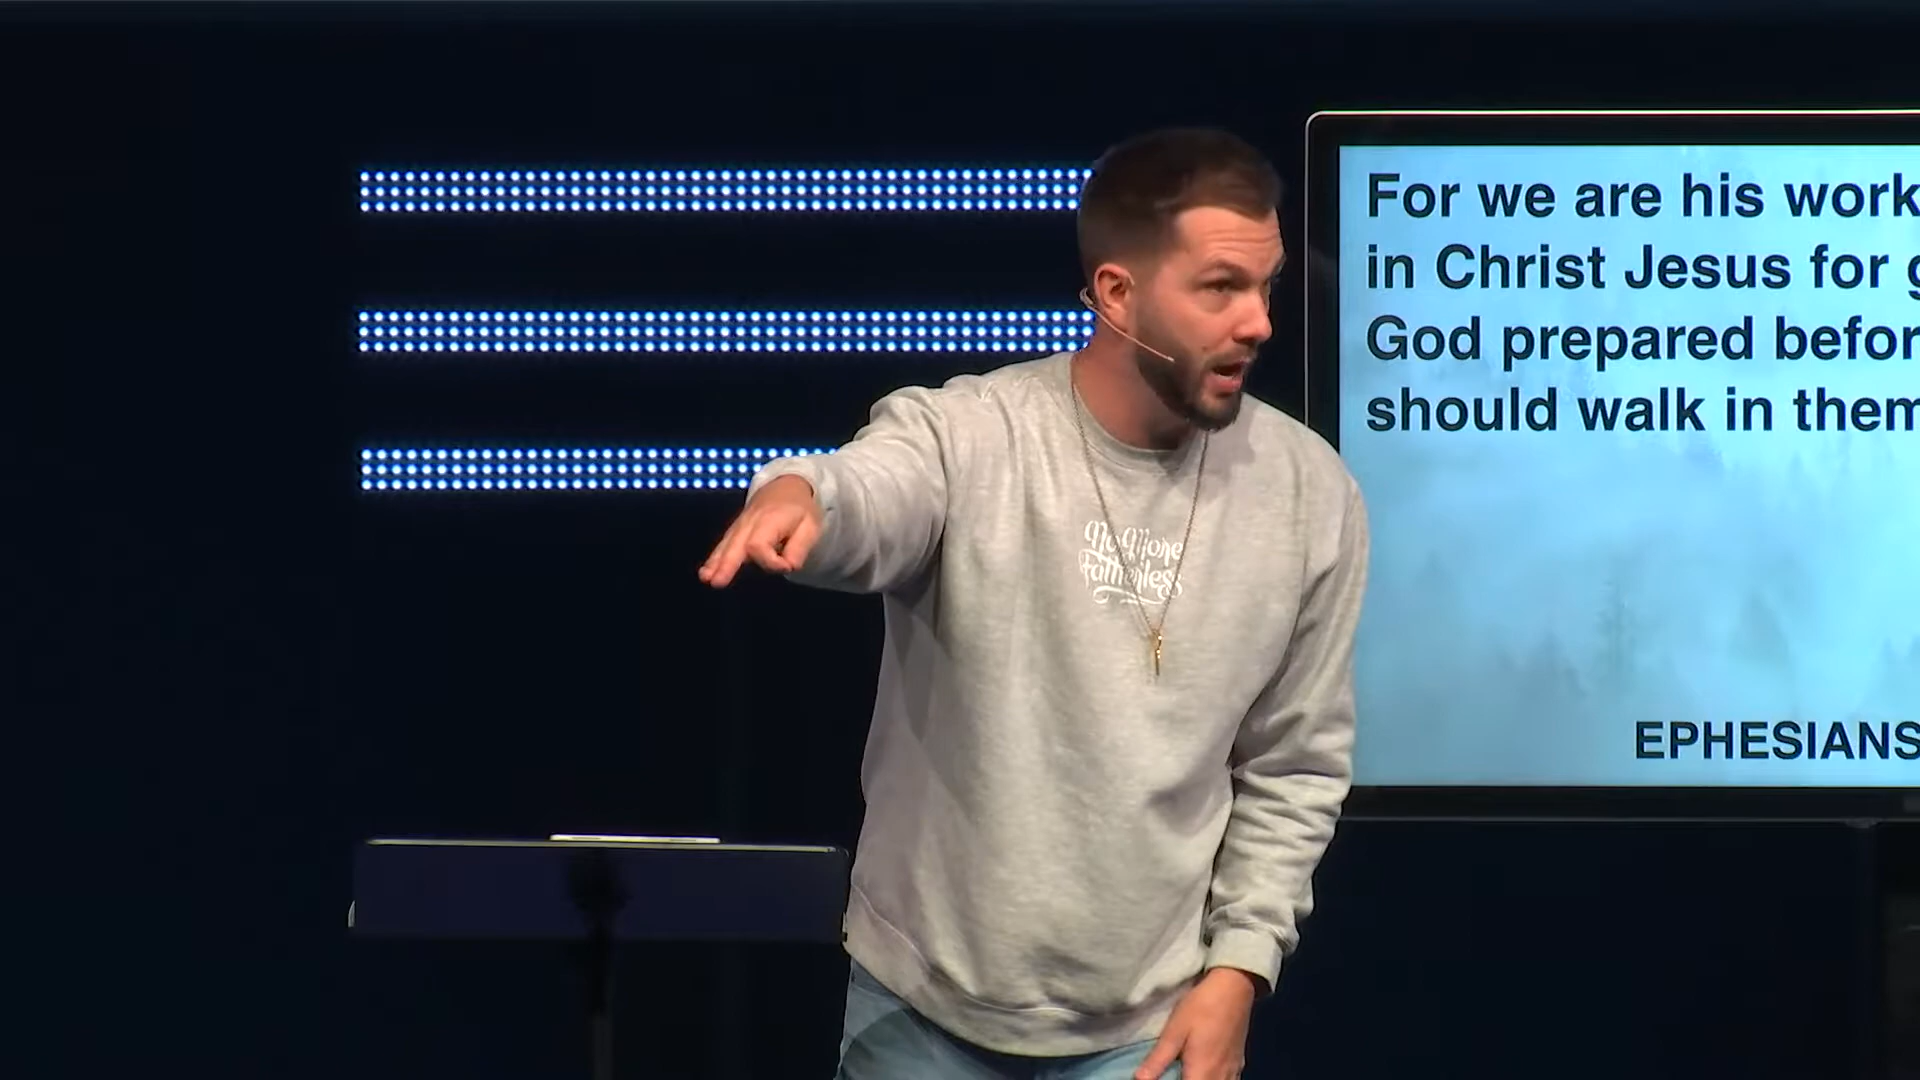 For we are his work
in Christ Jesus for g
God prepared befor
should walk in them
EPHESIANS
No More
Fatherless